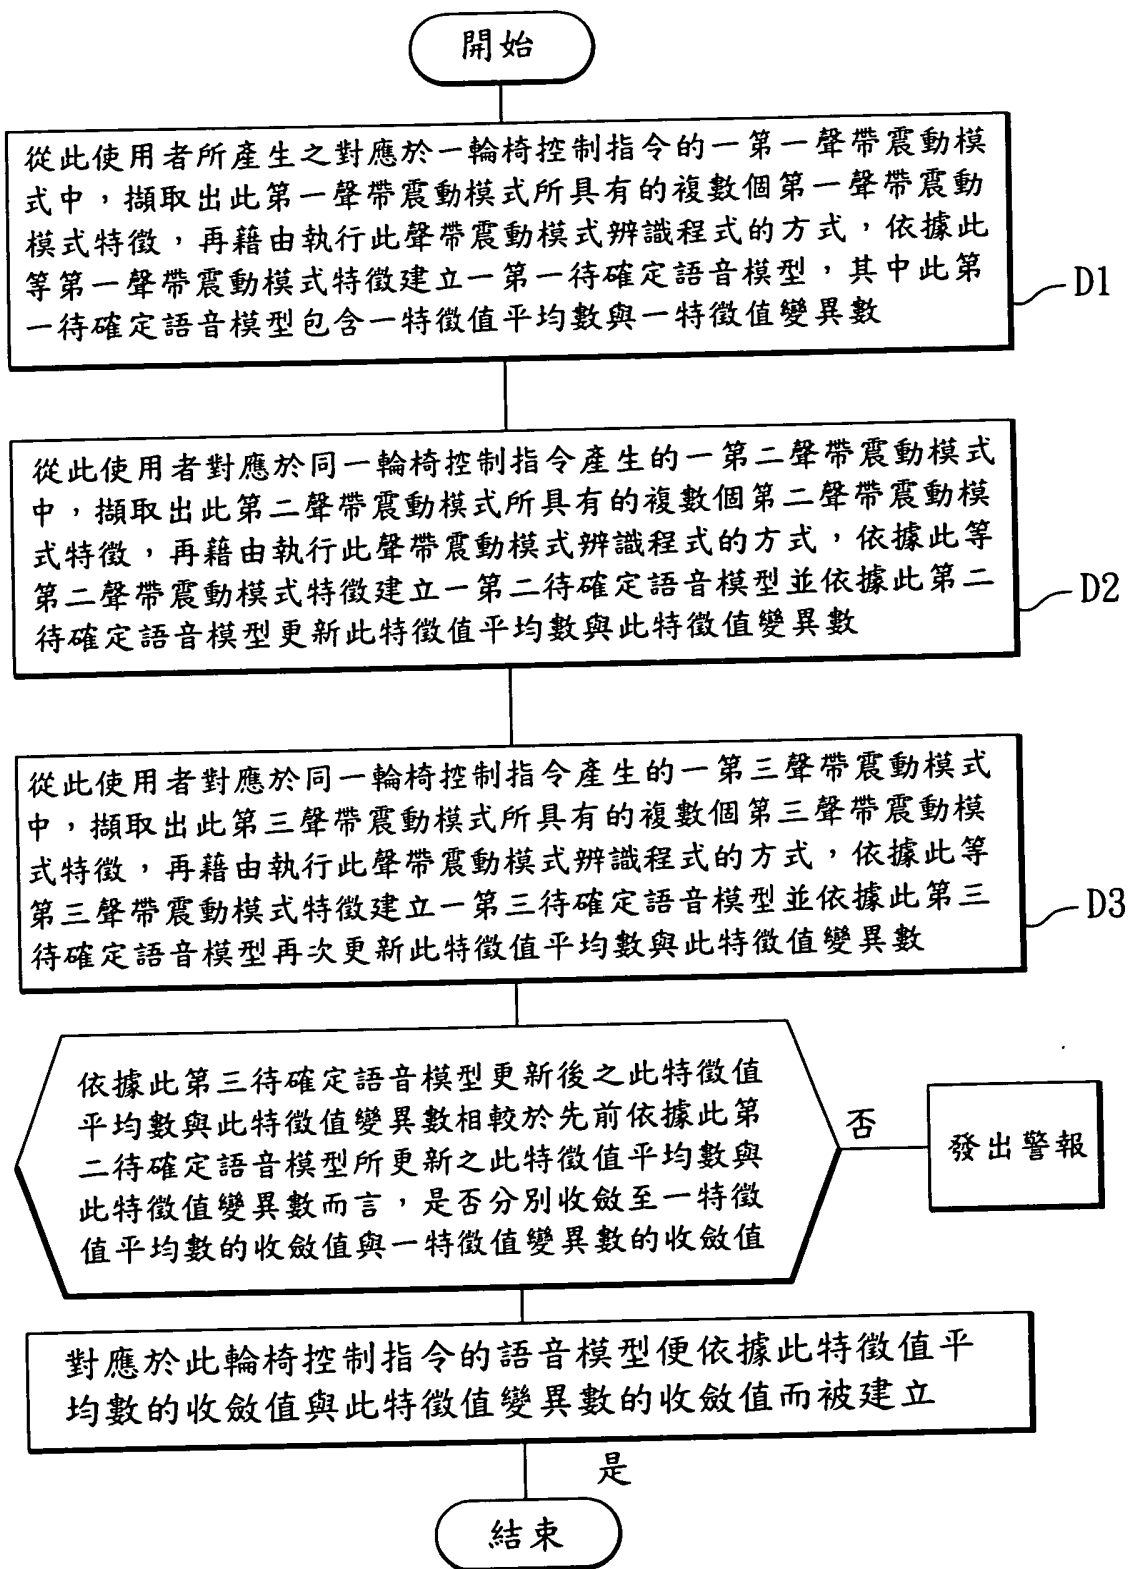 開始
從此使用者所產生之對應於一輪椅控制指令的一第一聲帶震動模
式中，擷取出此第一聲帶震動模式所具有的複數個第一聲帶震動
模式特徵，再藉由執行此聲帶震動模式辨識程式的方式，依據此
等第一聲帶震動模式特徵建立一第一待確定語音模型，其中此第
一待確定語音模型包含一特徵值平均數與一特徵值變異數
D1
從此使用者對應於同一輪椅控制指令產生的一第二聲帶震動模式
中，擷取出此第二聲帶震動模式所具有的複數個第二聲帶震動模
式特徵，再藉由執行此聲帶震動模式辨識程式的方式，依據此等
第二聲帶震動模式特徵建立一第二待確定語音模型並依據此第二
待確定語音模型更新此特徵值平均數與此特徵值變異數
D2
從此使用者對應於同一輪椅控制指令產生的一第三聲帶震動模式
中，擷取出此第三聲帶震動模式所具有的複數個第三聲帶震動模
式特徵，再藉由執行此聲帶震動模式辨識程式的方式，依據此等
第三聲帶震動模式特徵建立一第三待確定語音模型並依據此第三
待確定語音模型再次更新此特徵值平均數與此特徵值變異數
D3
依據此第三待確定語音模型更新後之此特徵值
平均數與此特徵值變異數相較於先前依據此第
二待確定語音模型所更新之此特徵值平均數與
此特徵值變異數而言，是否分別收斂至一特徵
值平均數的收斂值與一特徵值變異數的收斂值
否
發出警報
對應於此輪椅控制指令的語音模型便依據此特徵值平
均數的收斂值與此特徵值變異數的收斂值而被建立
是
結束